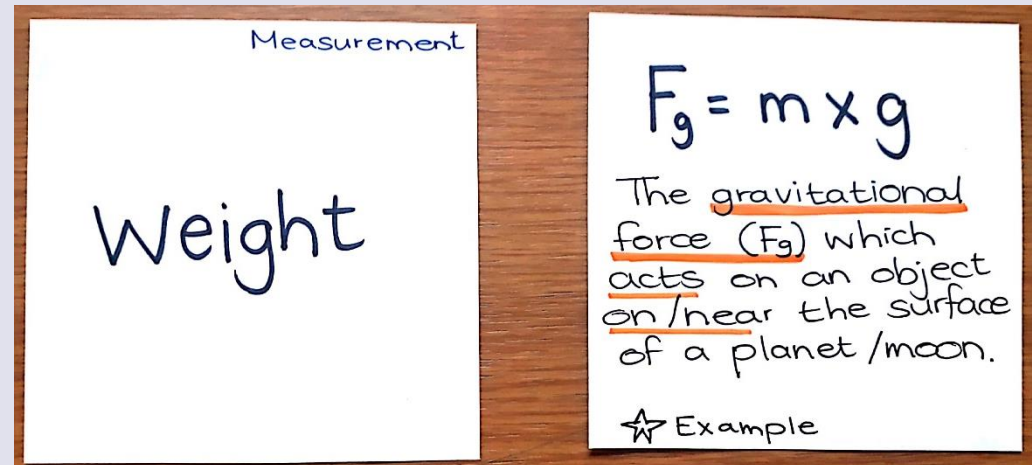 Measurement
Weight
Fg = m x g
The gravitational
force (Fg) which
acts on an object
on/near the surface
of a planet/moon.
☆ Example